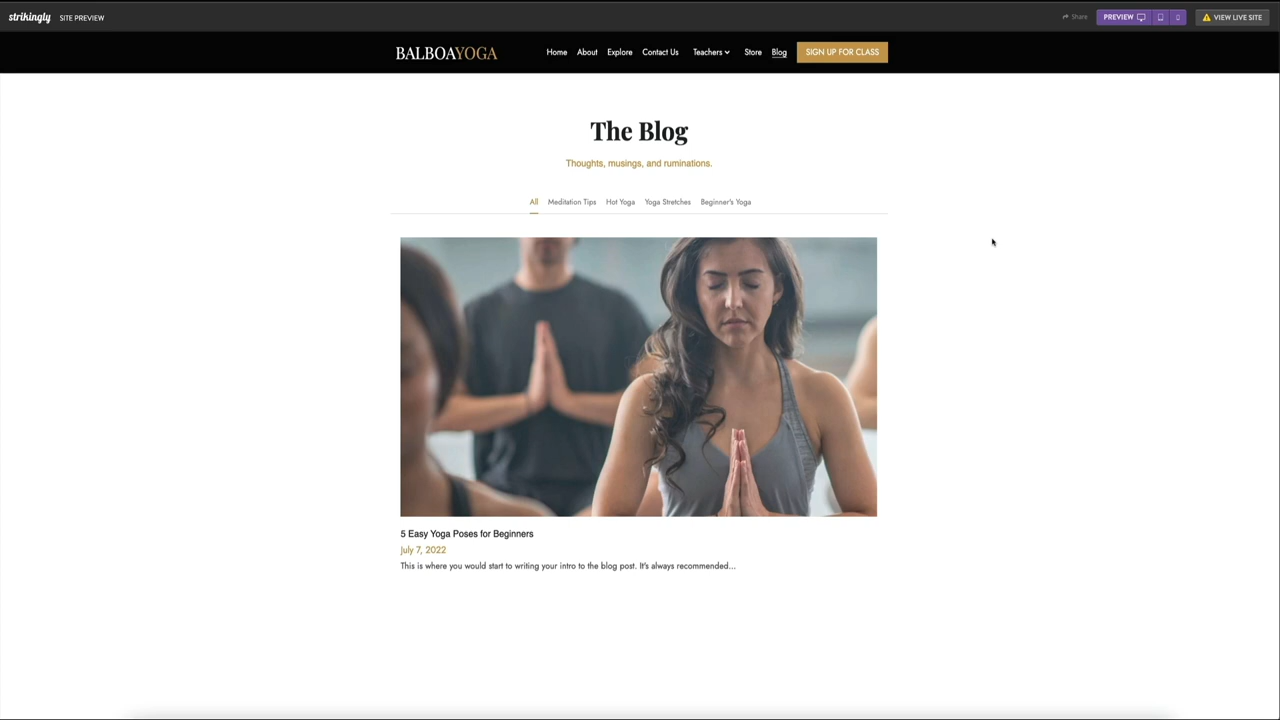 strikingly SITE PREVIEW Share PREVIEW VIEW LIVE SITE
BALBOAYOGA Home About Explore Contact Us Teachers Store Blog SIGN UP FOR CLASS
The Blog
Thoughts, musings, and ruminations.
All Meditation Tips Hot Yoga Yoga Stretches Beginner's Yoga
5 Easy Yoga Poses for Beginners
July 7, 2022
This is where you would start to writing your intro to the blog post. It's always recommended...